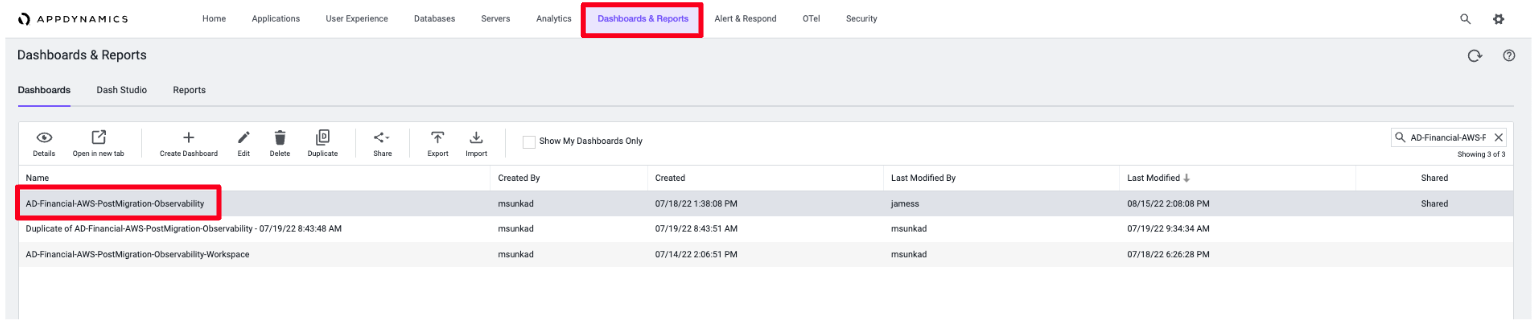 APPDYNAMICS Home Applications User Experience Databases Servers Analytics Dashboards & Reports Alert & Respond OTel Security
Dashboards & Reports
Dashboards Dash Studio Reports
Details Open in new tab Create Dashboard Edit Delete Duplicate Share Export Import Show My Dashboards Only AD-Financial-AWS-F
Showing 3 of 3
Name Created By Created Last Modified By Last Modified Shared
AD-Financial-AWS-PostMigration-Observability msunkad 07/18/22 1:38:08 PM jamess 08/15/22 2:08:08 PM Shared
Duplicate of AD-Financial-AWS-PostMigration-Observability - 07/19/22 8:43:48 AM msunkad 07/19/22 8:43:51 AM msunkad 07/19/22 9:34:34 AM
AD-Financial-AWS-PostMigration-Observability-Workspace msunkad 07/14/22 2:06:51 PM msunkad 07/18/22 6:26:28 PM